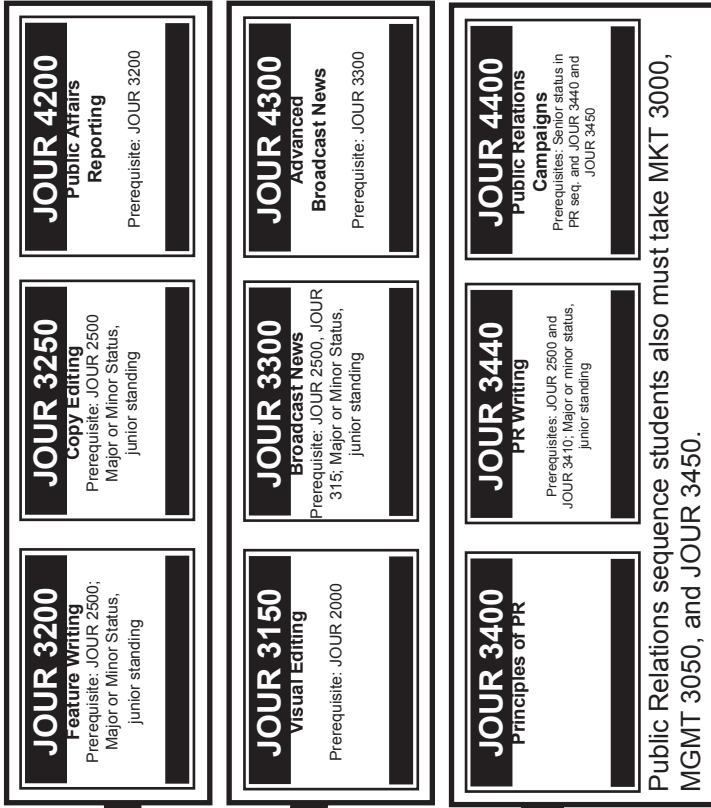 JOUR 3200
Feature Writing
Prerequisite: JOUR 2500;
Major or Minor Status,
junior standing
JOUR 3250
Copy Editing
Prerequisite: JOUR 2500
Major or Minor Status,
junior standing
JOUR 4200
Public Affairs
Reporting
Prerequisite: JOUR 3200
JOUR 3150
Visual Editing
Prerequisite: JOUR 2000
JOUR 3300
Broadcast News
Prerequisite: JOUR 2500, JOUR
315; Major or Minor Status,
junior standing
JOUR 4300
Advanced
Broadcast News
Prerequisite: JOUR 3300
JOUR 3400
Principles of PR
JOUR 3440
PR Writing
Prerequisites: JOUR 2500 and
JOUR 3410; Major or minor status,
junior standing
JOUR 4400
Public Relations
Campaigns
Prerequisites: Senior status in
PR seq. and JOUR 3440 and
JOUR 3450
Public Relations sequence students also must take MKT 3000,
MGMT 3050, and JOUR 3450.